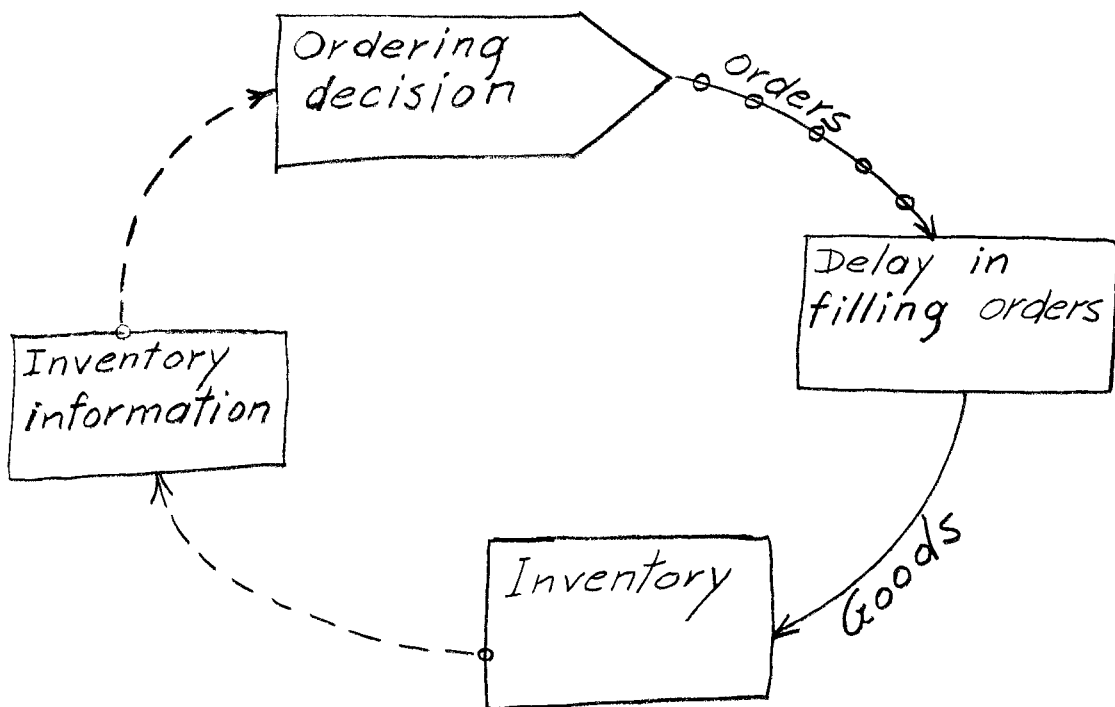 Ordering
decision
orders
Delay in
filling orders
Goods
Inventory
Inventory
information